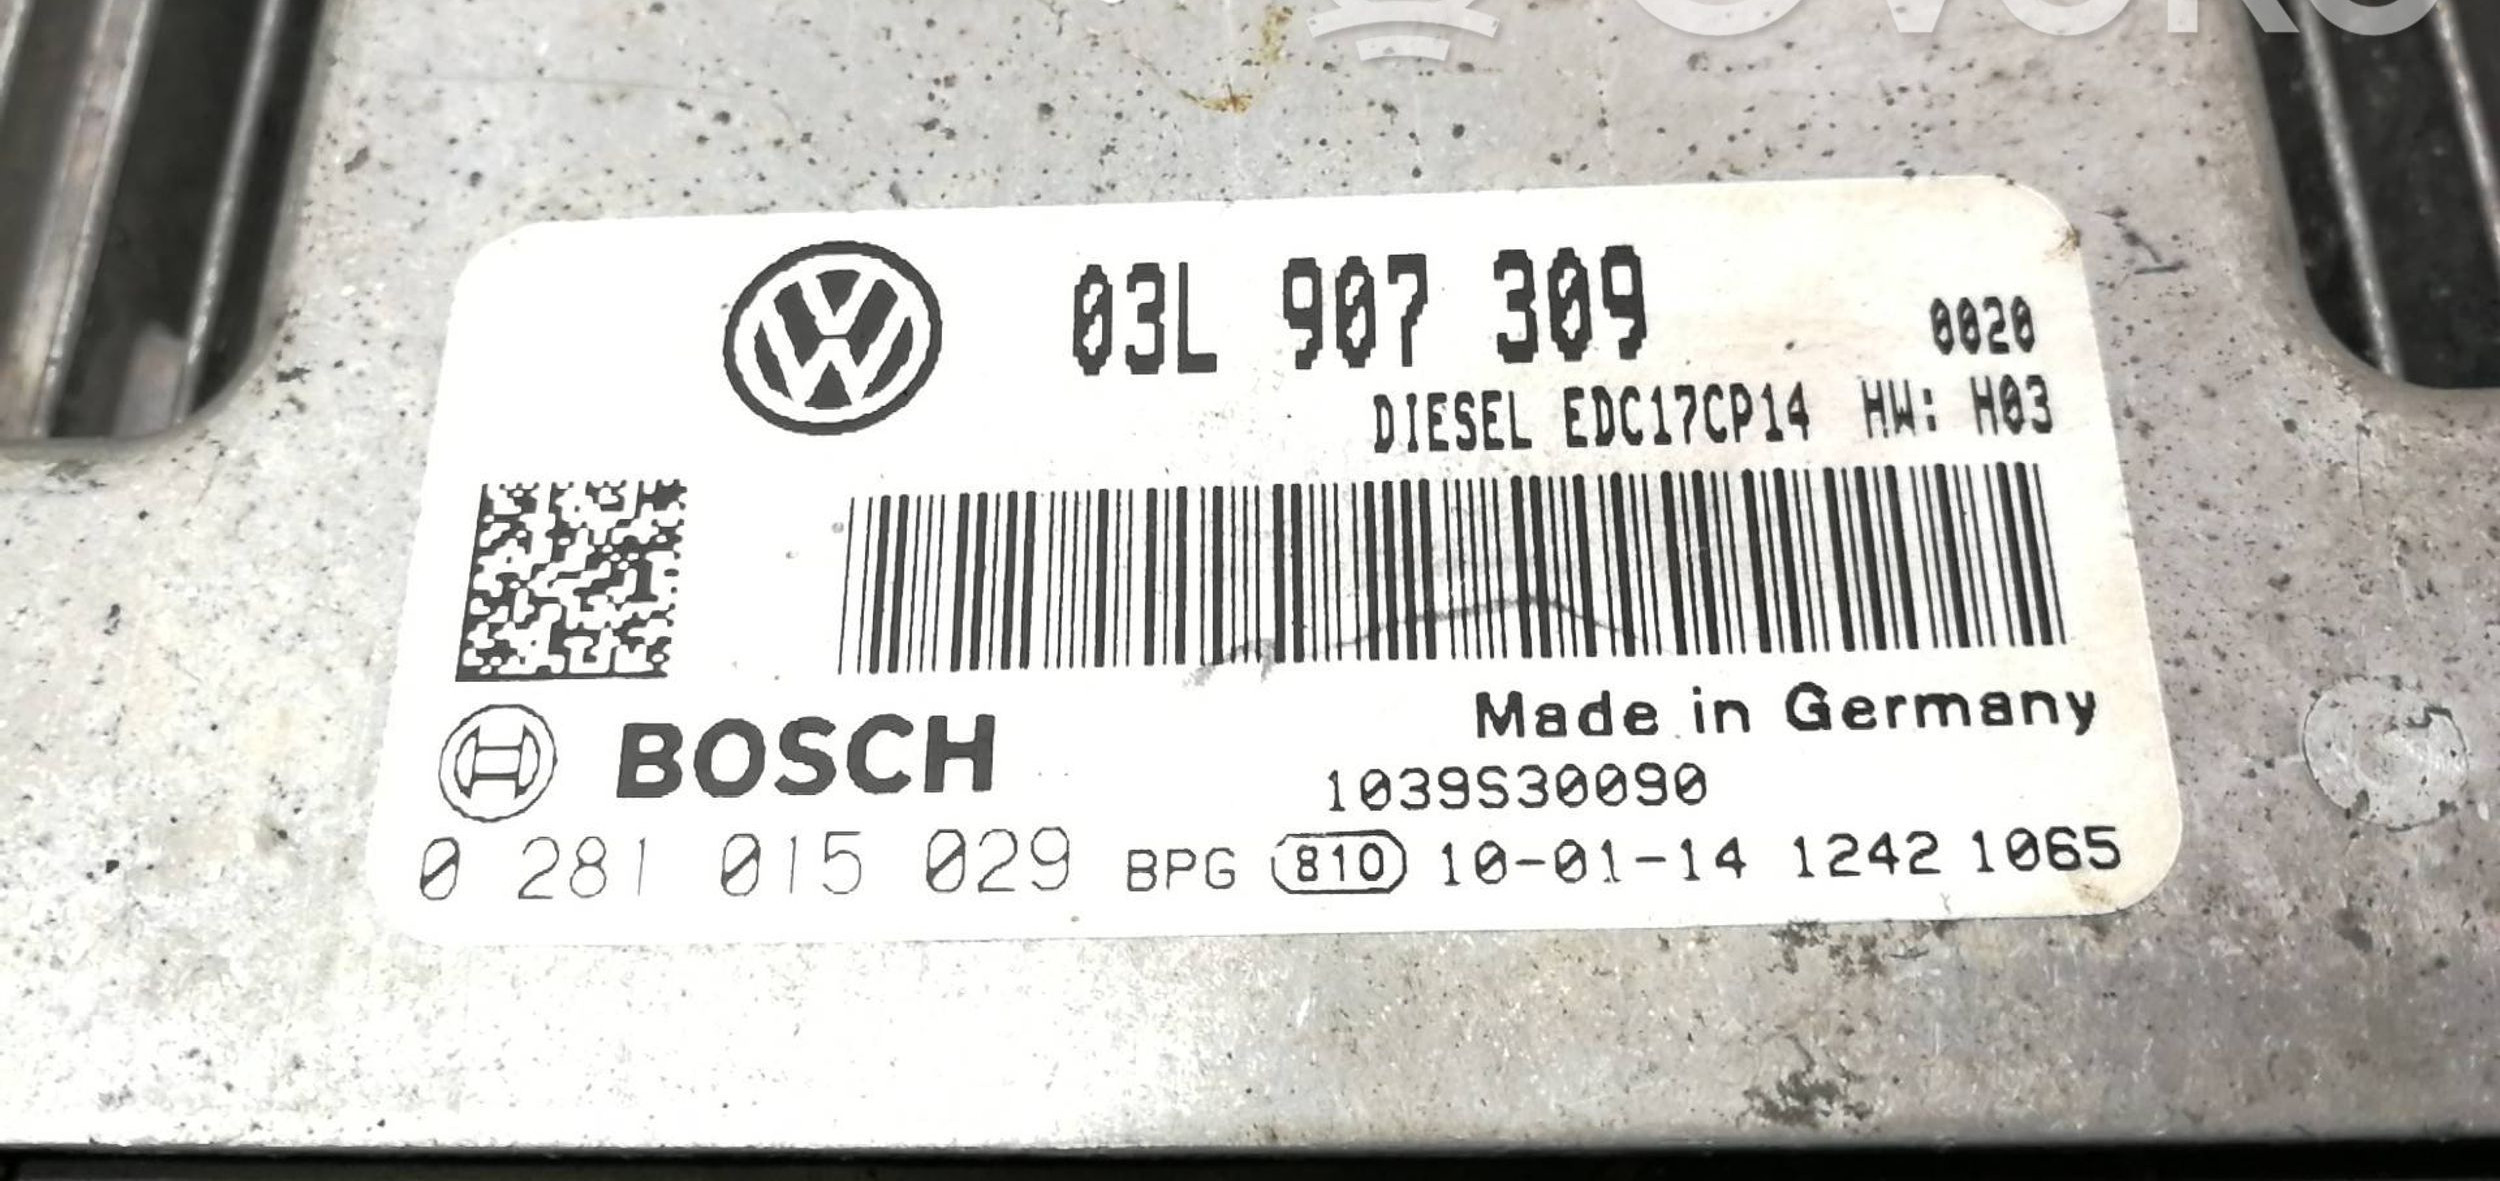 03L 907 309
0020
DIESEL EDC17CP14 HW: H03
Made in Germany
BOSCH
1039S30090
0 281 015 029 BPG 810 10-01-14 1242 1065